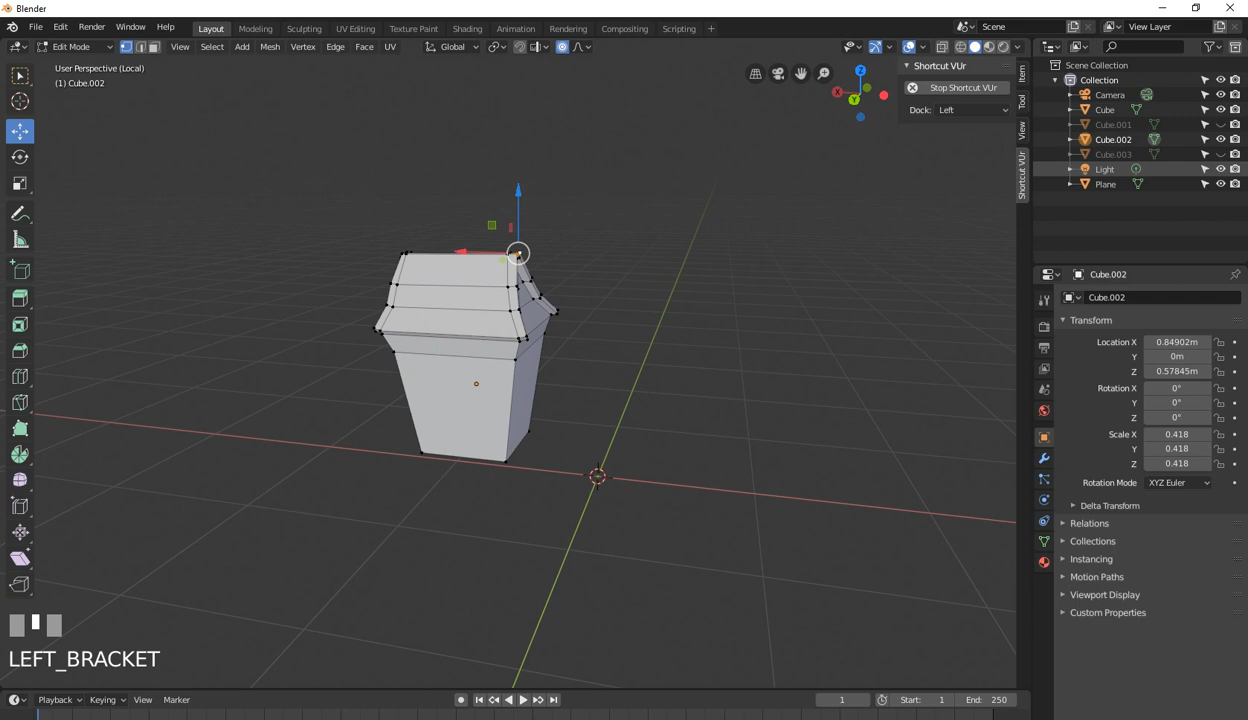 Blender
File Edit Render Window Help
Layout Modeling Sculpting UV Editing Texture Paint Shading Animation Rendering Compositing Scripting +
Scene
View Layer
Edit Mode
View Select Add Mesh Vertex Edge Face UV
Global
User Perspective (Local)
(1) Cube.002
Z
X
Y
Shortcut VUr
Stop Shortcut VUr
Dock: Left
Item
Tool
View
Shortcut VUr
Scene Collection
Collection
Camera
Cube
Cube.001
Cube.002
Cube.003
Light
Plane
Cube.002
Cube.002
Transform
Location X 0.84902m
Y 0m
Z 0.57845m
Rotation X 0°
Y 0°
Z 0°
Scale X 0.418
Y 0.418
Z 0.418
Rotation Mode XYZ Euler
Delta Transform
Relations
Collections
Instancing
Motion Paths
Viewport Display
Custom Properties
LEFT_BRACKET
Playback Keying View Marker
1
Start: 1
End: 250